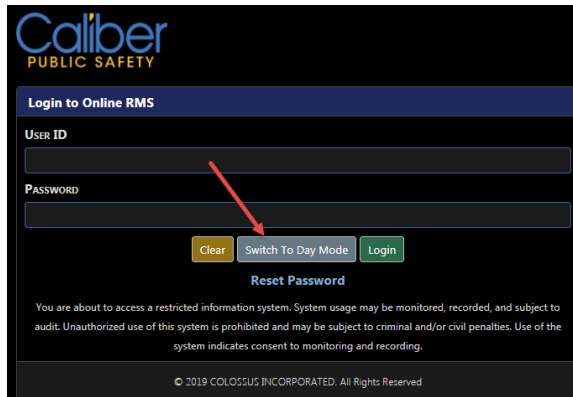 Caliber
PUBLIC SAFETY
Login to Online RMS
USER ID
PASSWORD
Clear Switch To Day Mode Login
Reset Password
You are about to access a restricted information system. System usage may be monitored, recorded, and subject to
audit. Unauthorized use of this system is prohibited and may be subject to criminal and/or civil penalties. Use of the
system indicates consent to monitoring and recording.
© 2019 COLOSSUS INCORPORATED. All Rights Reserved